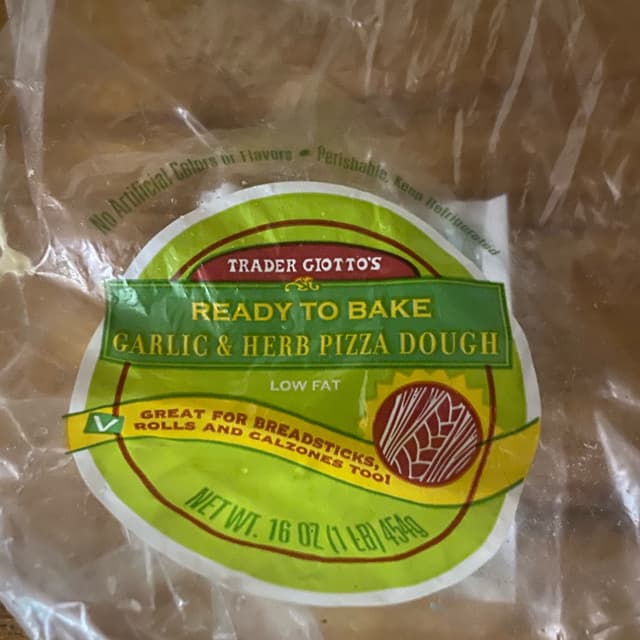 No Artificial Colors or Flavors • Perishable, Keep Refrigerated
TRADER GIOTTO'S
READY TO BAKE
GARLIC & HERB PIZZA DOUGH
LOW FAT
V
GREAT FOR BREADSTICKS,
ROLLS AND CALZONES TOO!
NET WT. 16 OZ (1 LB) 454g